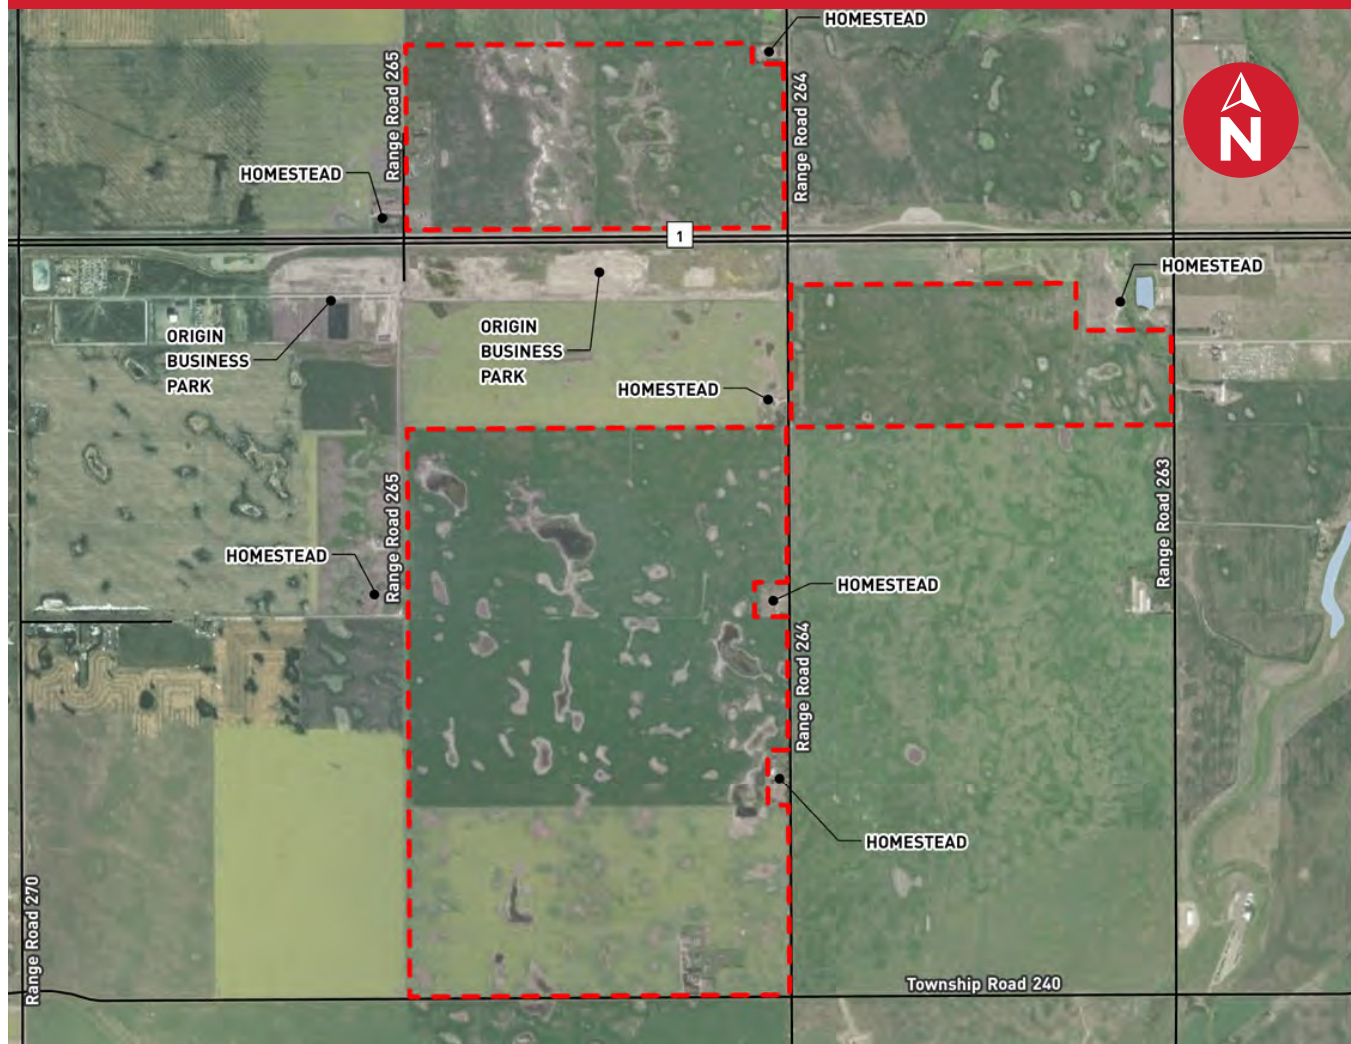 HOMESTEAD
Range Road 265
Range Road 264
N
HOMESTEAD
1
HOMESTEAD
ORIGIN
BUSINESS
PARK
ORIGIN
BUSINESS
PARK
HOMESTEAD
Range Road 265
Range Road 263
HOMESTEAD
HOMESTEAD
Range Road 264
HOMESTEAD
Range Road 270
Township Road 240